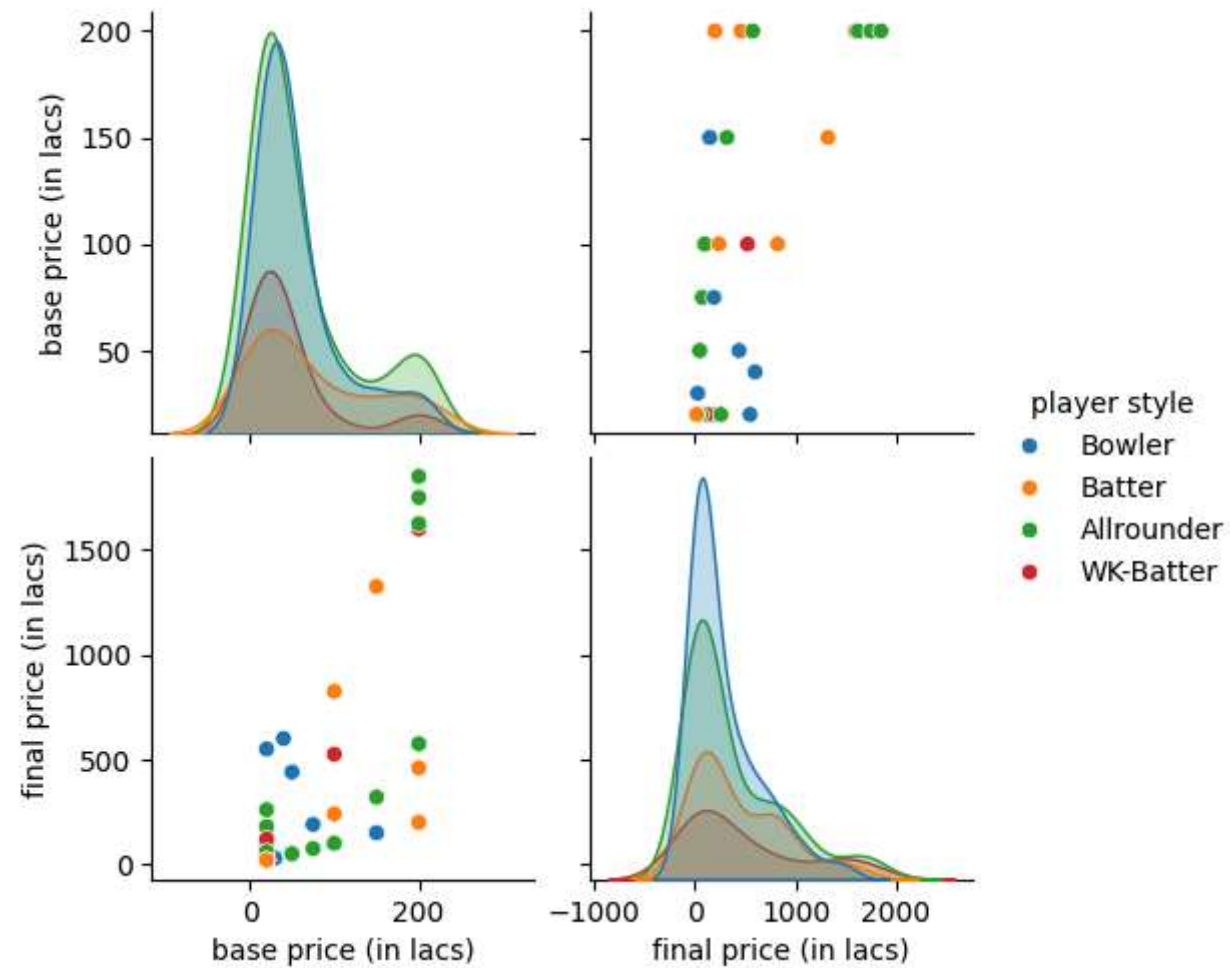 200
150
100
50
base price (in lacs)
1500
1000
500
0
final price (in lacs)
0
200
base price (in lacs)
−1000
0
1000
2000
final price (in lacs)
player style
Bowler
Batter
Allrounder
WK-Batter